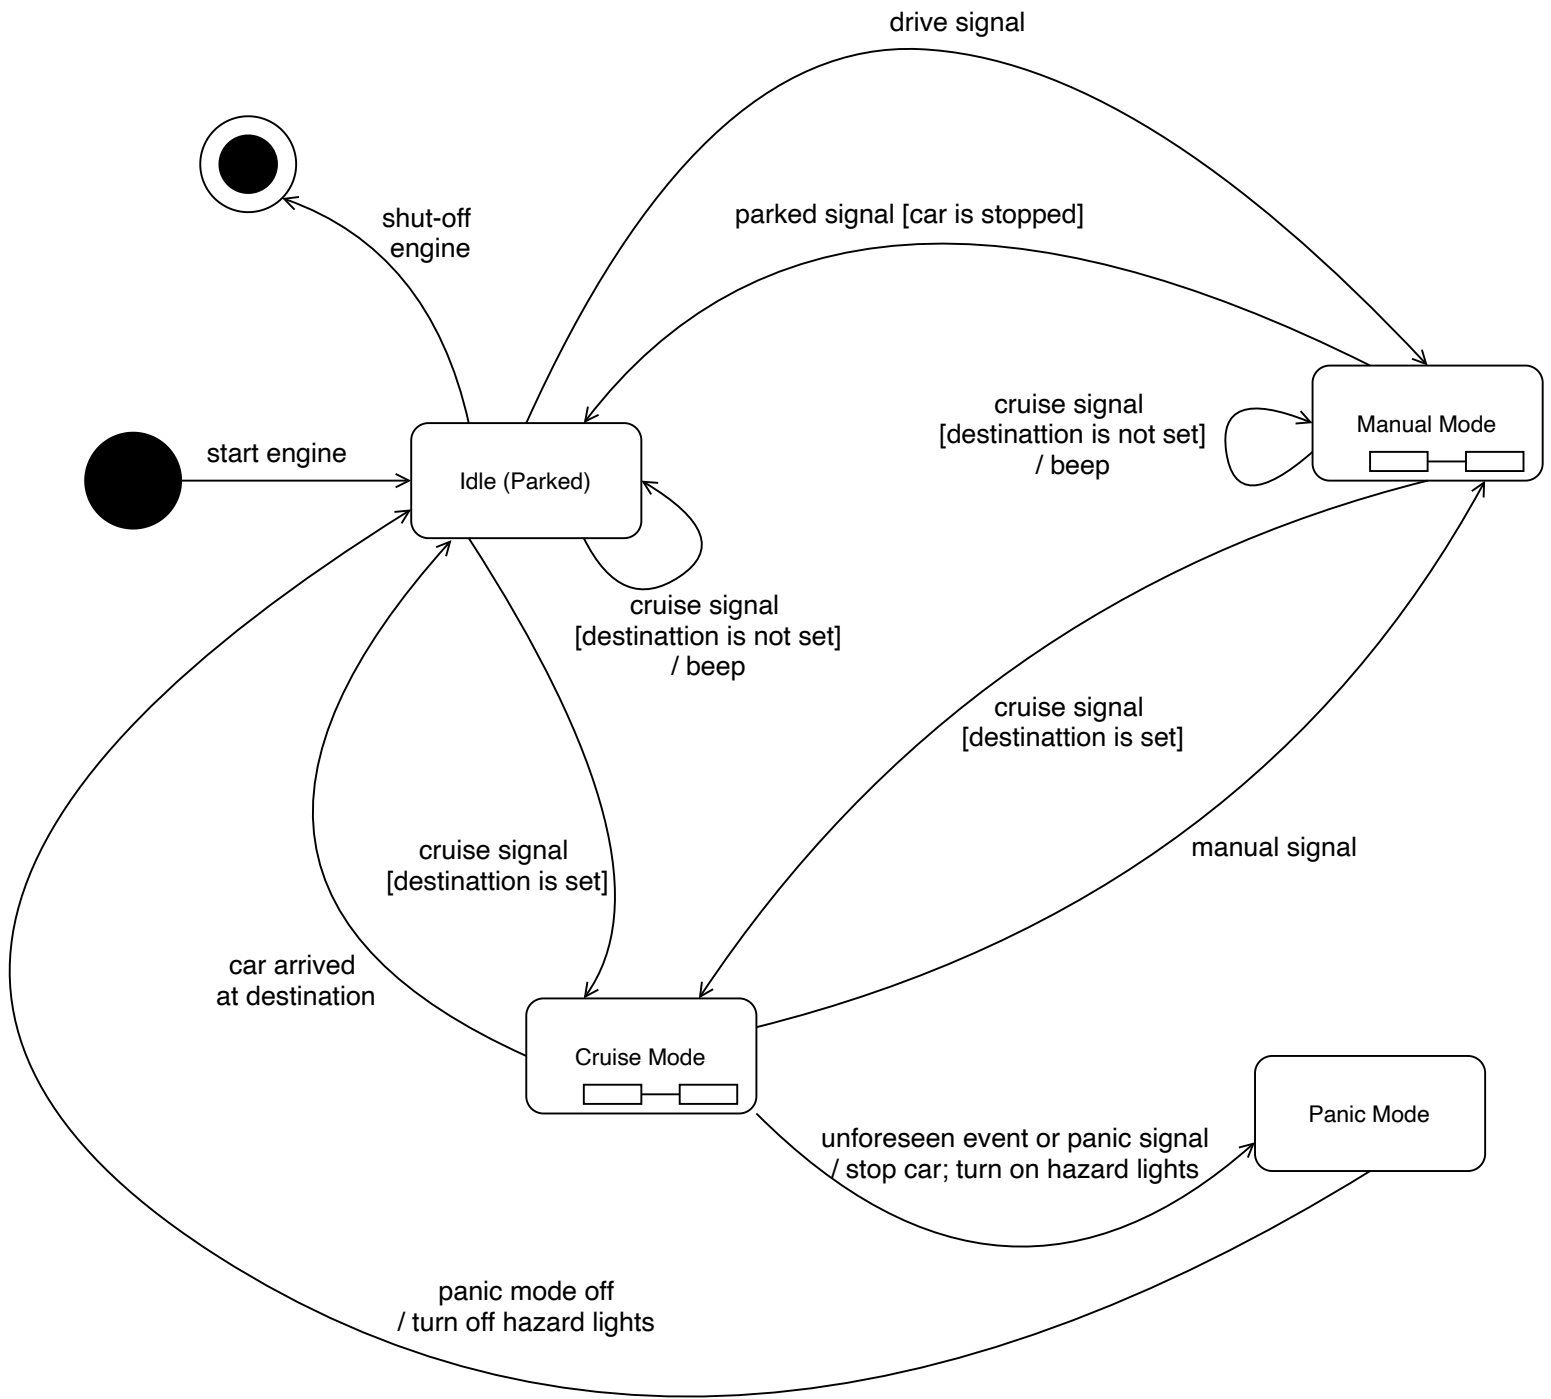 drive signal
shut-off
engine
parked signal [car is stopped]
start engine
Idle (Parked)
cruise signal
[destinattion is not set]
/ beep
Manual Mode
cruise signal
[destinattion is not set]
/ beep
cruise signal
[destinattion is set]
manual signal
cruise signal
[destinattion is set]
car arrived
at destination
Cruise Mode
Panic Mode
unforeseen event or panic signal
/ stop car; turn on hazard lights
panic mode off
/ turn off hazard lights